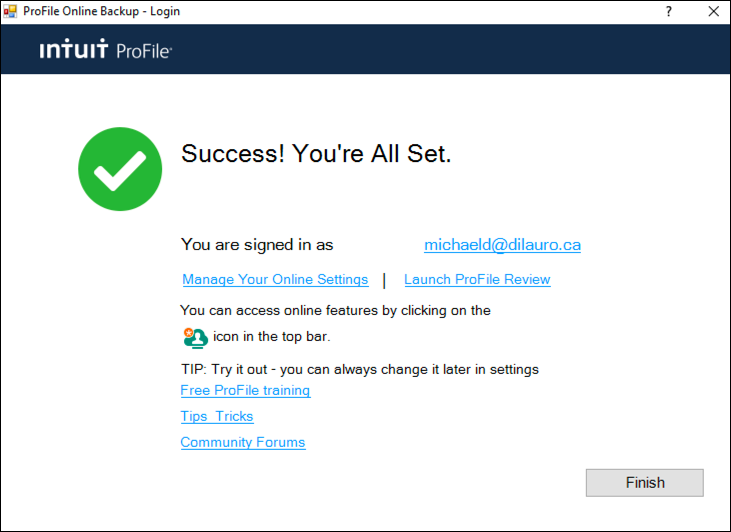 ProFile Online Backup - Login
intuit ProFile
Success! You're All Set.
You are signed in as michaeld@dilauro.ca
Manage Your Online Settings | Launch ProFile Review
You can access online features by clicking on the
icon in the top bar.
TIP: Try it out - you can always change it later in settings
Free ProFile training
Tips Tricks
Community Forums
Finish